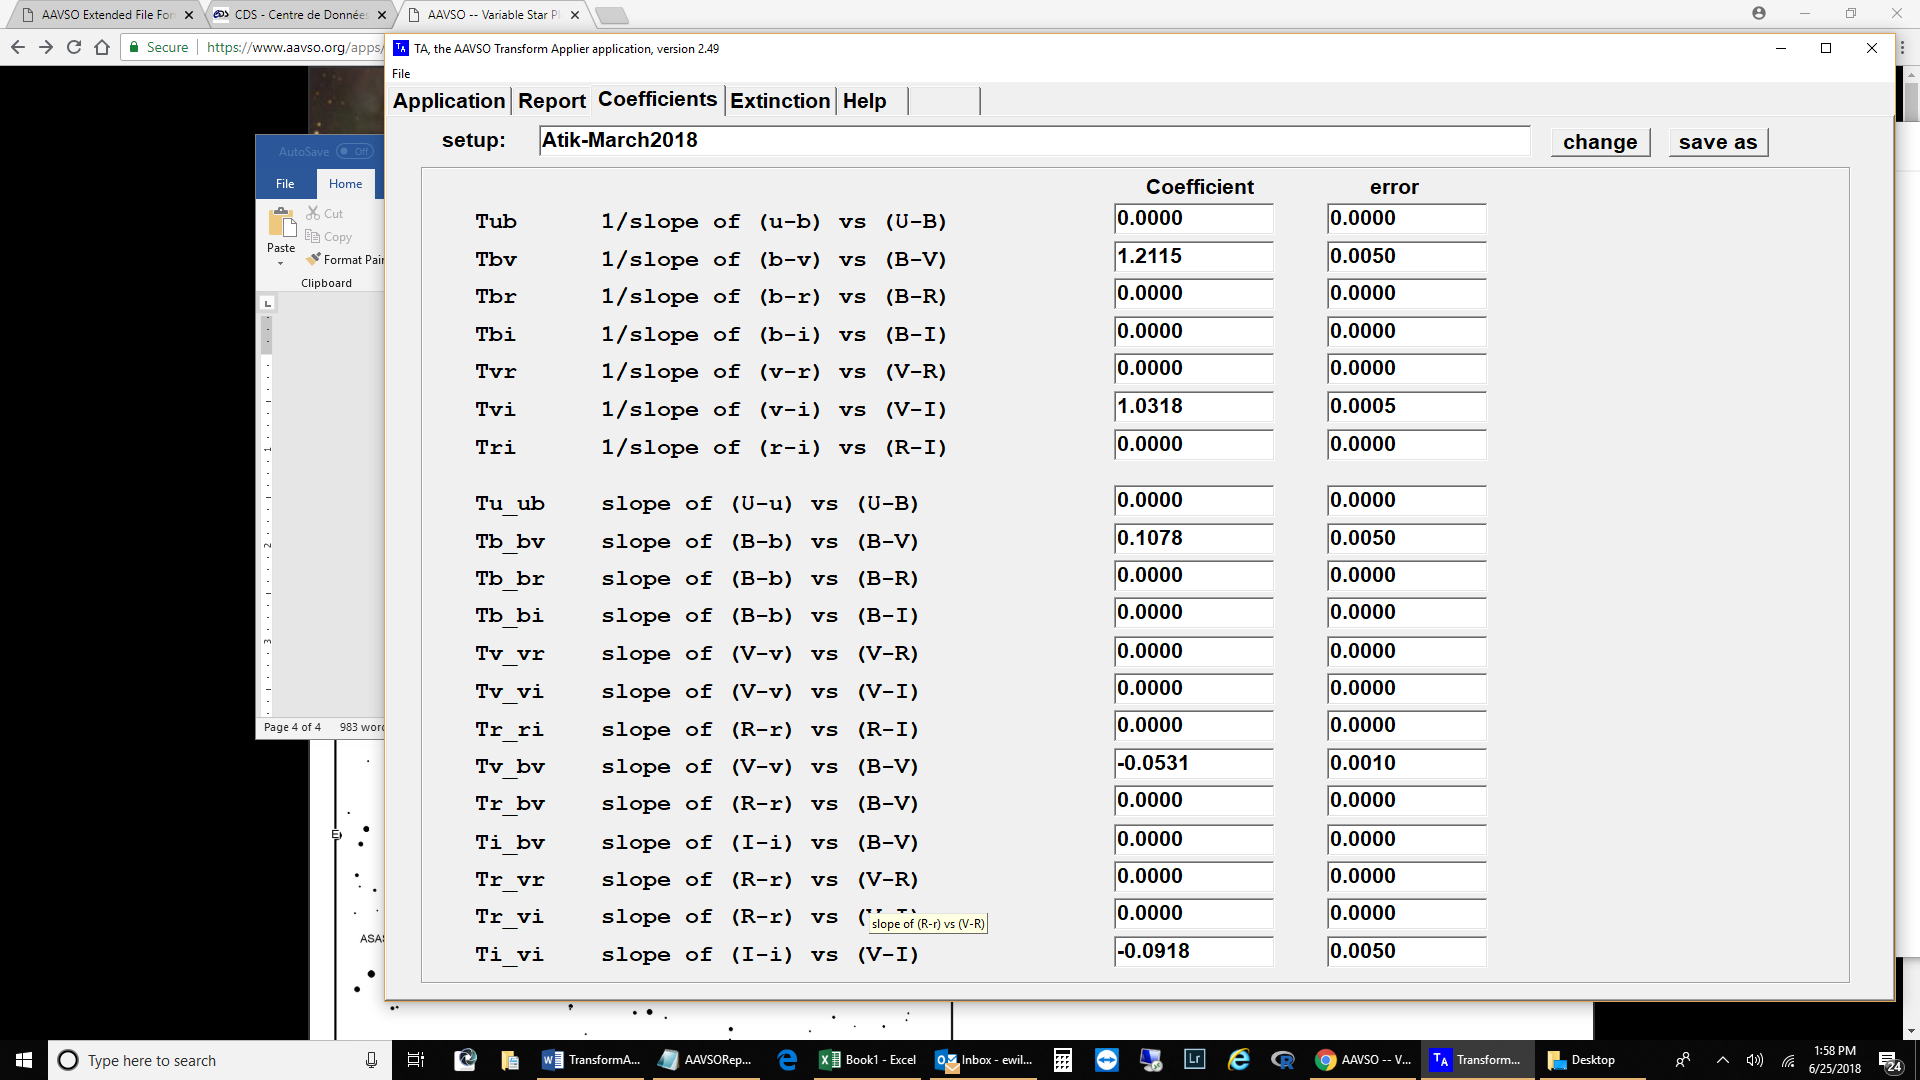 AAVSO Extended File For
CDS - Centre de Données
AAVSO -- Variable Star Pl
Secure
https://www.aavso.org/apps/
TA, the AAVSO Transform Applier application, version 2.49
File
Application Report Coefficients Extinction Help
setup: Atik-March2018 change save as
AutoSave Off
File Home
Cut
Copy
Paste
Format Pai
Clipboard
Page 4 of 4 983 wor
Coefficient error
Tub 1/slope of (u-b) vs (U-B) 0.0000 0.0000
Tbv 1/slope of (b-v) vs (B-V) 1.2115 0.0050
Tbr 1/slope of (b-r) vs (B-R) 0.0000 0.0000
Tbi 1/slope of (b-i) vs (B-I) 0.0000 0.0000
Tvr 1/slope of (v-r) vs (V-R) 0.0000 0.0000
Tvi 1/slope of (v-i) vs (V-I) 1.0318 0.0005
Tri 1/slope of (r-i) vs (R-I) 0.0000 0.0000
Tu_ub slope of (U-u) vs (U-B) 0.0000 0.0000
Tb_bv slope of (B-b) vs (B-V) 0.1078 0.0050
Tb_br slope of (B-b) vs (B-R) 0.0000 0.0000
Tb_bi slope of (B-b) vs (B-I) 0.0000 0.0000
Tv_vr slope of (V-v) vs (V-R) 0.0000 0.0000
Tv_vi slope of (V-v) vs (V-I) 0.0000 0.0000
Tr_ri slope of (R-r) vs (R-I) 0.0000 0.0000
Tv_bv slope of (V-v) vs (B-V) -0.0531 0.0010
Tr_bv slope of (R-r) vs (B-V) 0.0000 0.0000
Ti_bv slope of (I-i) vs (B-V) 0.0000 0.0000
Tr_vr slope of (R-r) vs (V-R) 0.0000 0.0000
Tr_vi slope of (R-r) vs 0.0000 0.0000
slope of (R-r) vs (V-R)
Ti_vi slope of (I-i) vs (V-I) -0.0918 0.0050
ASAS
Type here to search
TransformA...
AAVSORep...
Book1 - Excel
Inbox - ewil...
Lr
AAVSO -- V...
Transform...
Desktop
1:58 PM
6/25/2018
24